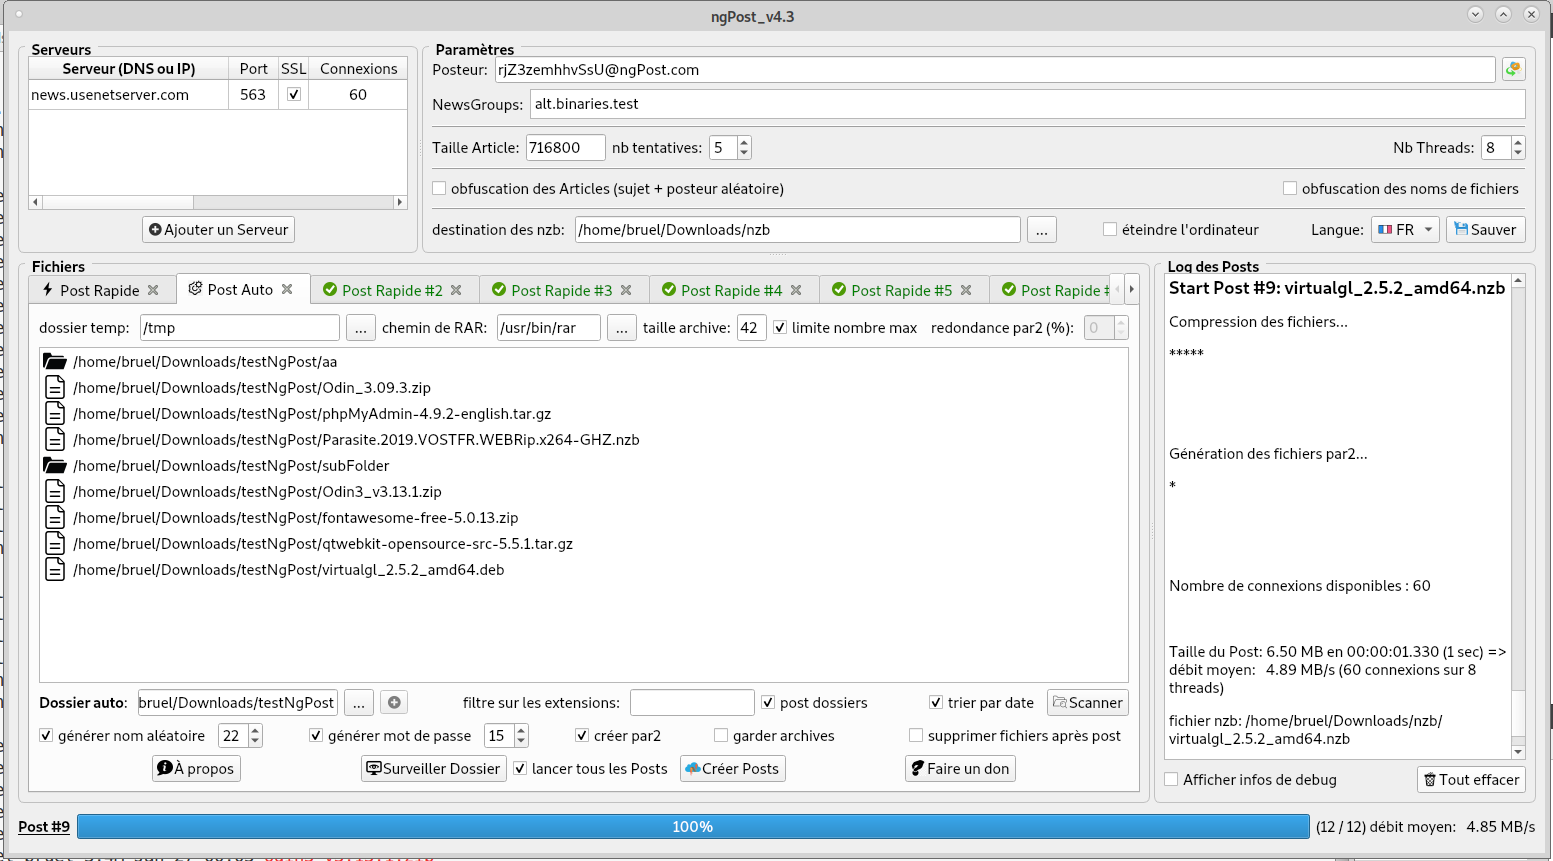 ngPost_v4.3
Serveurs
Serveur (DNS ou IP) Port SSL Connexions
news.usenetserver.com 563 60
Ajouter un Serveur
Paramètres
Posteur: rjZ3zemhhvSsU@ngPost.com
NewsGroups: alt.binaries.test
Taille Article: 716800 nb tentatives: 5 Nb Threads: 8
obfuscation des Articles (sujet + posteur aléatoire) obfuscation des noms de fichiers
destination des nzb: /home/bruel/Downloads/nzb ... éteindre l'ordinateur Langue: FR Sauver
Fichiers
Post Rapide Post Auto Post Rapide #2 Post Rapide #3 Post Rapide #4 Post Rapide #5 Post Rapide
dossier temp: /tmp ... chemin de RAR: /usr/bin/rar ... taille archive: 42 limite nombre max redondance par2 (%): 0
/home/bruel/Downloads/testNgPost/aa
/home/bruel/Downloads/testNgPost/Odin_3.09.3.zip
/home/bruel/Downloads/testNgPost/phpMyAdmin-4.9.2-english.tar.gz
/home/bruel/Downloads/testNgPost/Parasite.2019.VOSTFR.WEBRip.x264-GHZ.nzb
/home/bruel/Downloads/testNgPost/subFolder
/home/bruel/Downloads/testNgPost/Odin3_v3.13.1.zip
/home/bruel/Downloads/testNgPost/fontawesome-free-5.0.13.zip
/home/bruel/Downloads/testNgPost/qtwebkit-opensource-src-5.5.1.tar.gz
/home/bruel/Downloads/testNgPost/virtualgl_2.5.2_amd64.deb
Dossier auto: bruel/Downloads/testNgPost ... filtre sur les extensions: post dossiers trier par date Scanner
générer nom aléatoire 22 générer mot de passe 15 créer par2 garder archives supprimer fichiers après post
À propos Surveiller Dossier lancer tous les Posts Créer Posts Faire un don
Log des Posts
Start Post #9: virtualgl_2.5.2_amd64.nzb
Compression des fichiers...
*****
Génération des fichiers par2...
*
Nombre de connexions disponibles : 60
Taille du Post: 6.50 MB en 00:00:01.330 (1 sec) =>
débit moyen: 4.89 MB/s (60 connexions sur 8
threads)
fichier nzb: /home/bruel/Downloads/nzb/
virtualgl_2.5.2_amd64.nzb
Afficher infos de debug Tout effacer
Post #9 100% (12 / 12) débit moyen: 4.85 MB/s